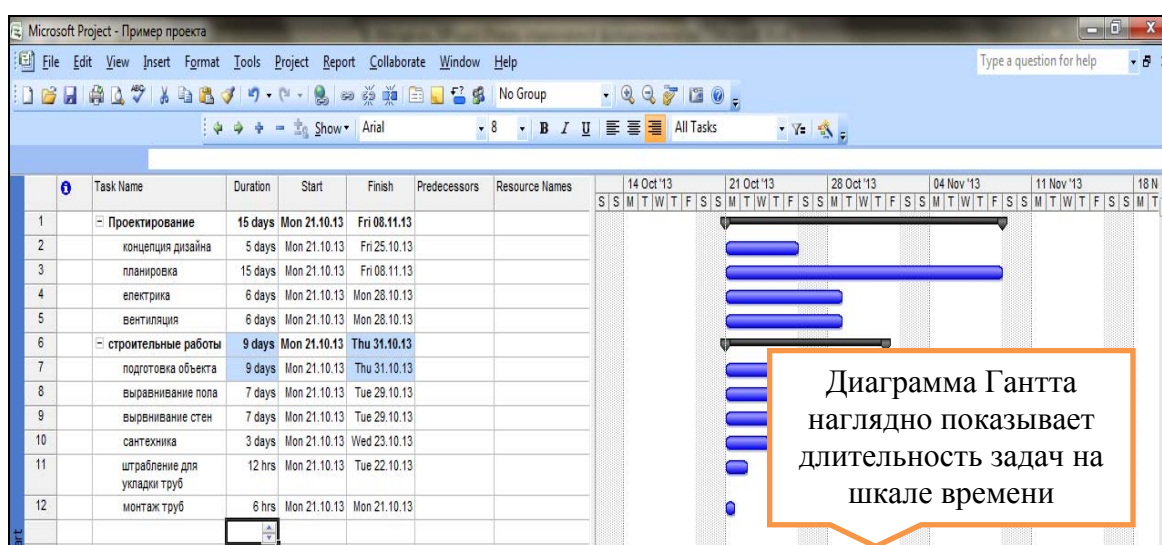 Microsoft Project - Пример проекта
File Edit View Insert Format Tools Project Report Collaborate Window Help Type a question for help
No Group
Show Arial 8 B I U All Tasks
Task Name Duration Start Finish Predecessors Resource Names 14 Oct '13 21 Oct '13 28 Oct '13 04 Nov '13 11 Nov '13 18 N
S S M T W T F S S M T W T F S S M T W T F S S M T W T F S S M T W T F S S M T
1 Проектирование 15 days Mon 21.10.13 Fri 08.11.13
2 концепция дизайна 5 days Mon 21.10.13 Fri 25.10.13
3 планировка 15 days Mon 21.10.13 Fri 08.11.13
4 електрика 6 days Mon 21.10.13 Mon 28.10.13
5 вентиляция 6 days Mon 21.10.13 Mon 28.10.13
6 строительные работы 9 days Mon 21.10.13 Thu 31.10.13
7 подготовка объекта 9 days Mon 21.10.13 Thu 31.10.13
8 выравнивание пола 7 days Mon 21.10.13 Tue 29.10.13
9 вырвнивание стен 7 days Mon 21.10.13 Tue 29.10.13
10 сантехника 3 days Mon 21.10.13 Wed 23.10.13
11 штрабление для 12 hrs Mon 21.10.13 Tue 22.10.13
укладки труб
12 монтаж труб 6 hrs Mon 21.10.13 Mon 21.10.13
Диаграмма Гантта
наглядно показывает
длительность задач на
шкале времени